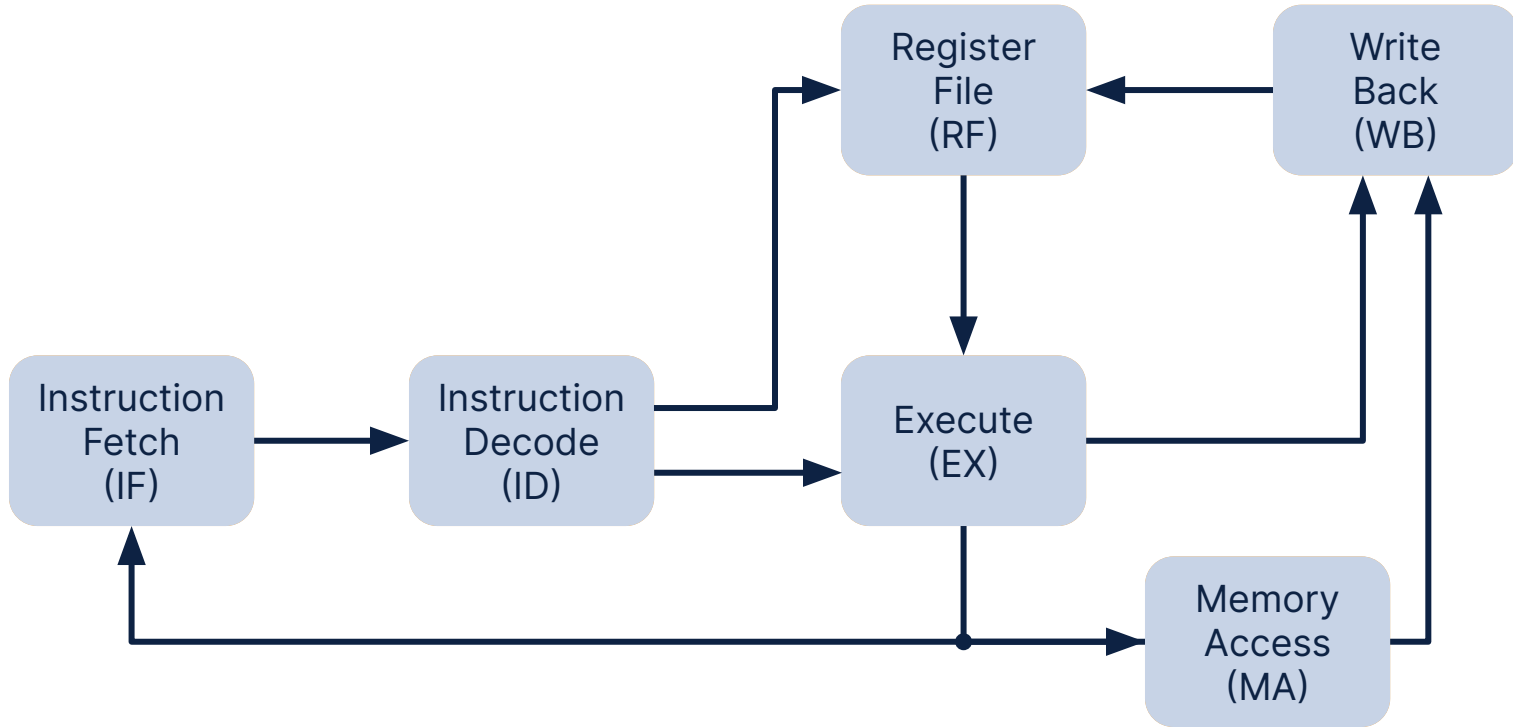 Register
File
(RF)
Write
Back
(WB)
Instruction
Fetch
(IF)
Instruction
Decode
(ID)
Execute
(EX)
Memory
Access
(MA)